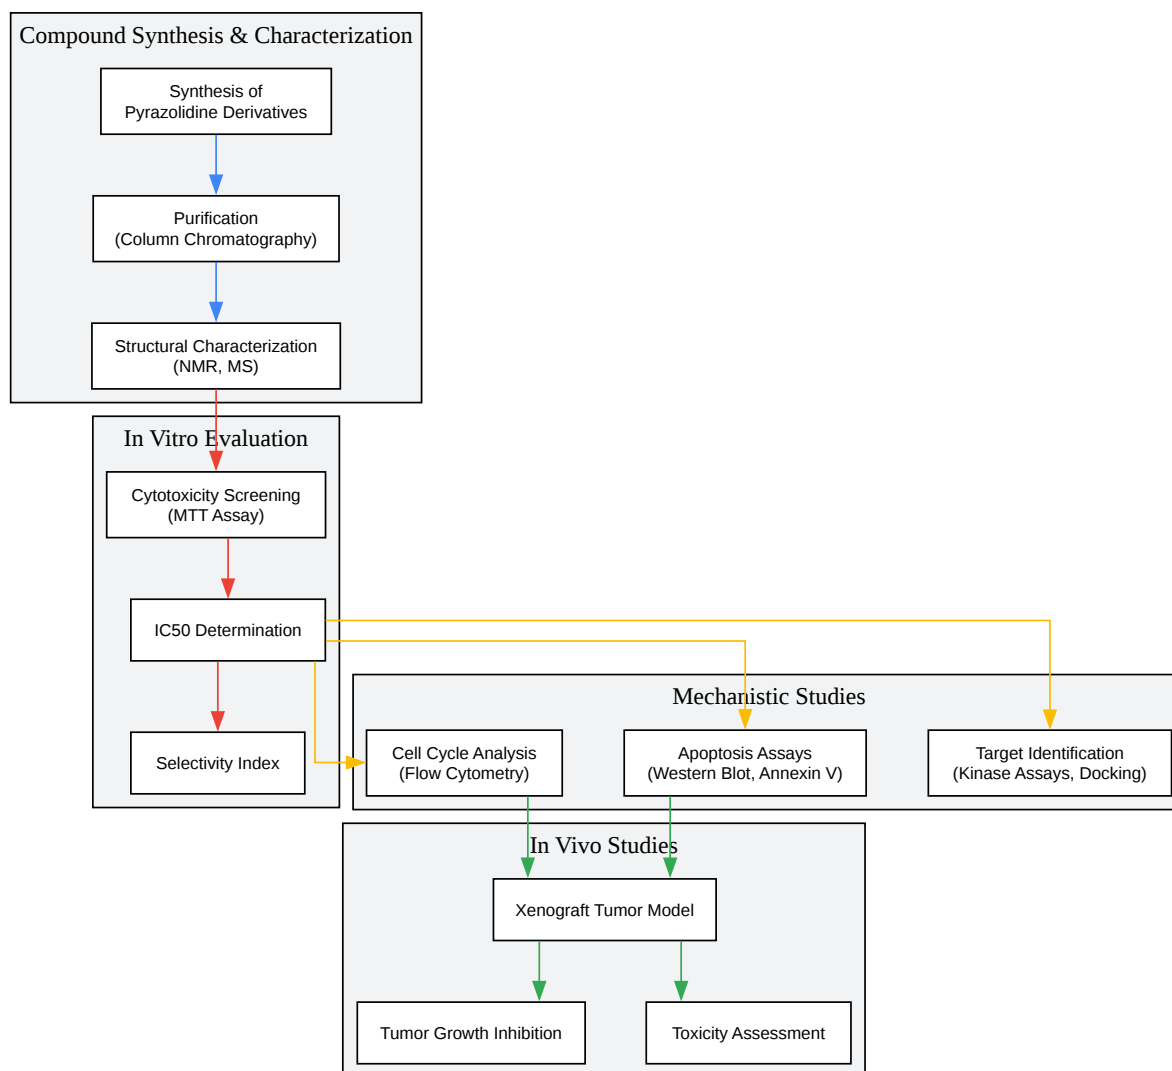 Compound Synthesis & Characterization
Synthesis of
Pyrazolidine Derivatives
Purification
(Column Chromatography)
Structural Characterization
(NMR, MS)
In Vitro Evaluation
Cytotoxicity Screening
(MTT Assay)
IC50 Determination
Selectivity Index
Mechanistic Studies
Cell Cycle Analysis
(Flow Cytometry)
Apoptosis Assays
(Western Blot, Annexin V)
Target Identification
(Kinase Assays, Docking)
In Vivo Studies
Xenograft Tumor Model
Tumor Growth Inhibition
Toxicity Assessment